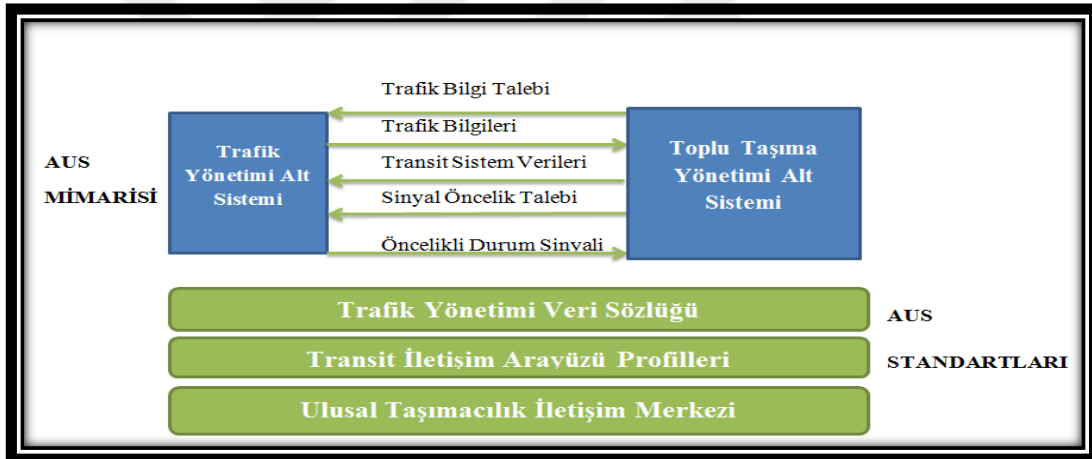 AUS
MİMARİSİ
Trafik
Yönetimi Alt
Sistemi
Trafik Bilgi Talebi
Trafik Bilgileri
Transit Sistem Verileri
Sinyal Öncelik Talebi
Öncelikli Durum Sinyali
Toplu Taşıma
Yönetimi Alt
Sistemi
Trafik Yönetimi Veri Sözlüğü
Transit İletişim Arayüzü Profilleri
Ulusal Taşımacılık İletişim Merkezi
AUS
STANDARTLARI